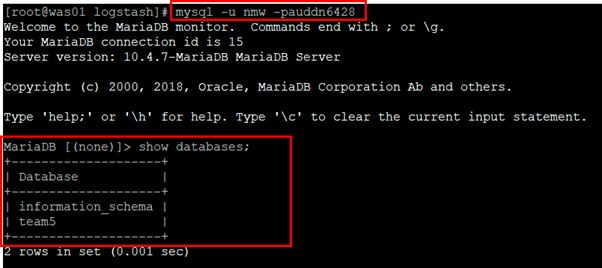 [root@was01 logstash]# mysql -u nmw -pauddn6428
Welcome to the MariaDB monitor.  Commands end with ; or \g.
Your MariaDB connection id is 15
Server version: 10.4.7-MariaDB MariaDB Server
Copyright (c) 2000, 2018, Oracle, MariaDB Corporation Ab and others.
Type 'help;' or '\h' for help. Type '\c' to clear the current input statement.
MariaDB [(none)]> show databases;
+--------------------+
| Database           |
+--------------------+
| information_schema |
| team5              |
+--------------------+
2 rows in set (0.001 sec)